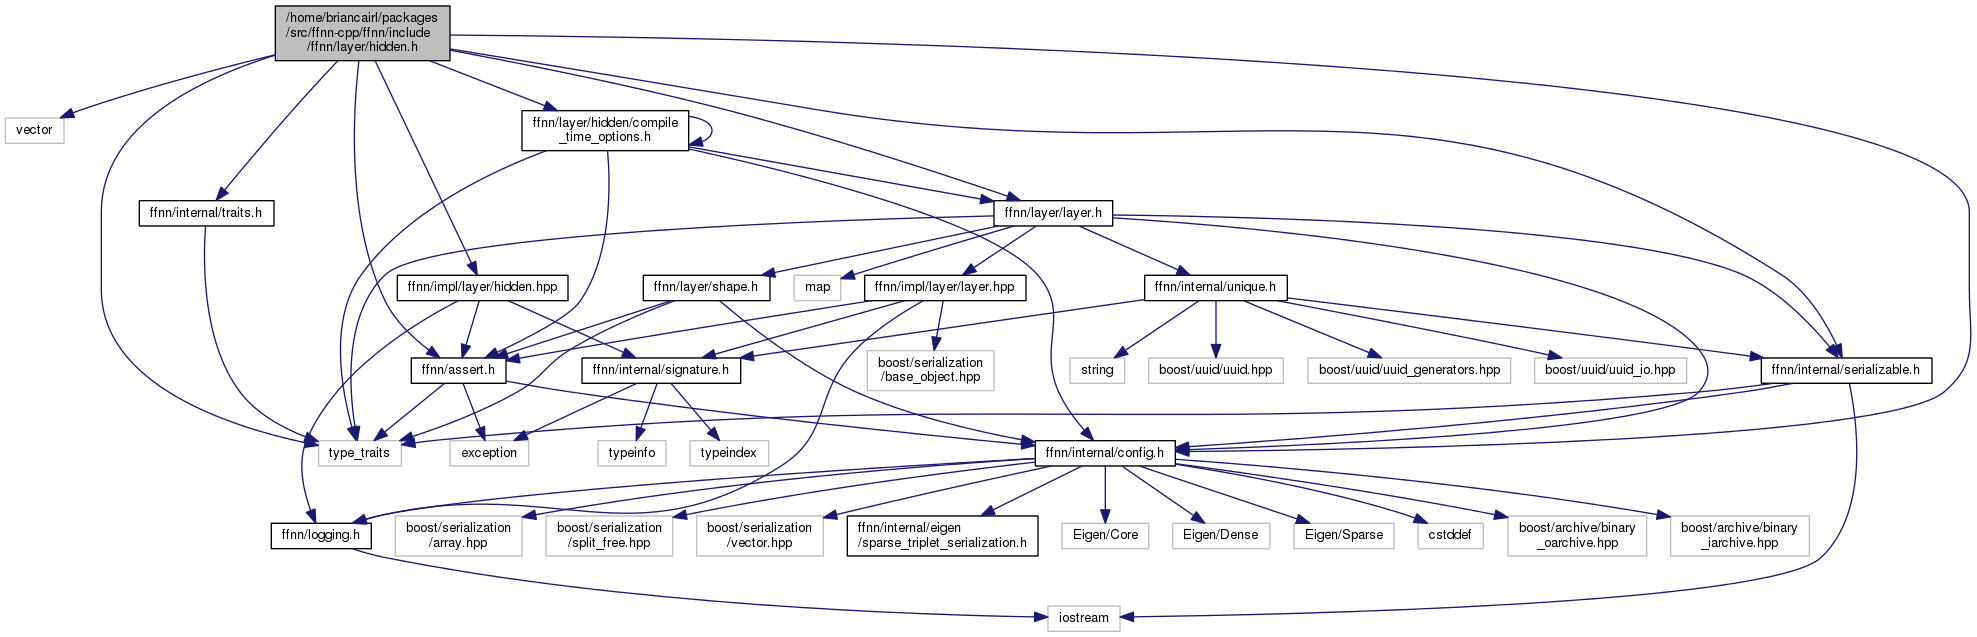 /home/briancairl/packages
/src/ffnn-cpp/ffnn/include
/ffnn/layer/hidden.h
vector
ffnn/layer/hidden/compile
_time_options.h
ffnn/internal/traits.h
ffnn/layer/layer.h
ffnn/impl/layer/hidden.hpp
ffnn/layer/shape.h
map
ffnn/impl/layer/layer.hpp
ffnn/internal/unique.h
ffnn/assert.h
ffnn/internal/signature.h
boost/serialization
/base_object.hpp
string
boost/uuid/uuid.hpp
boost/uuid/uuid_generators.hpp
boost/uuid/uuid_io.hpp
ffnn/internal/serializable.h
type_traits
exception
typeinfo
typeindex
ffnn/internal/config.h
ffnn/logging.h
boost/serialization
/array.hpp
boost/serialization
/split_free.hpp
boost/serialization
/vector.hpp
ffnn/internal/eigen
/sparse_triplet_serialization.h
Eigen/Core
Eigen/Dense
Eigen/Sparse
cstddef
boost/archive/binary
_oarchive.hpp
boost/archive/binary
_iarchive.hpp
iostream